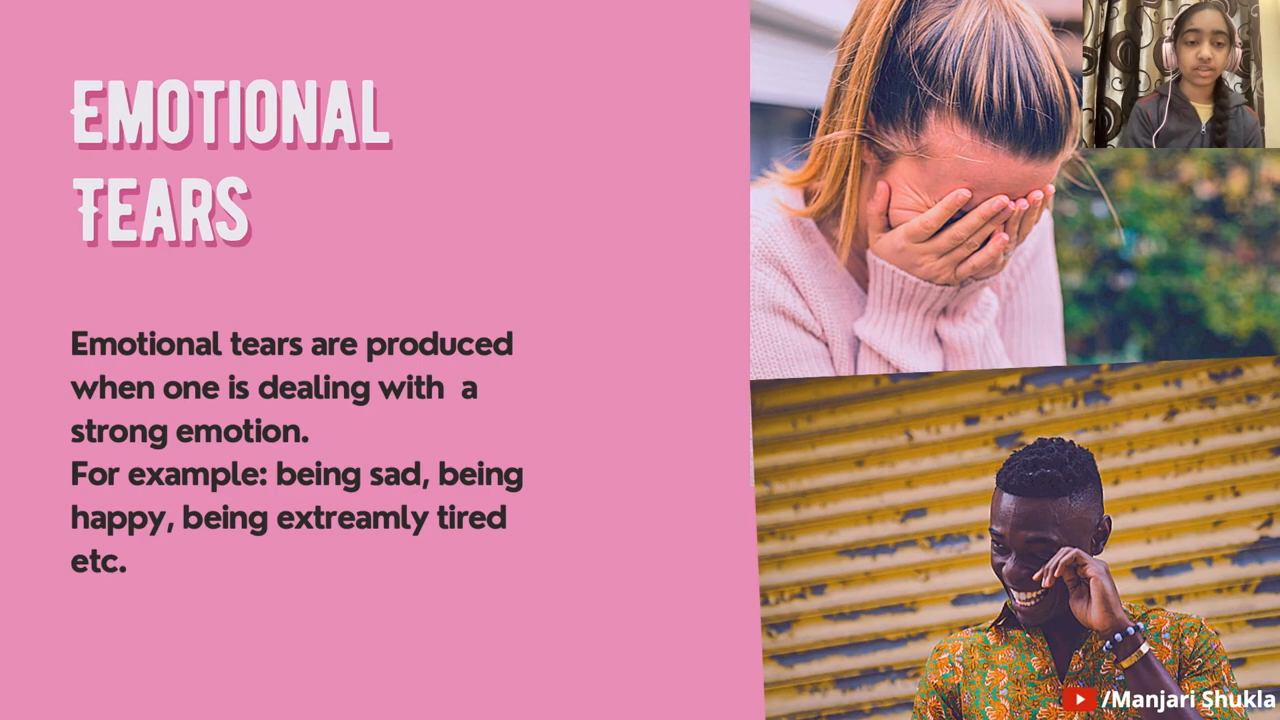 EMOTIONAL
TEARS
Emotional tears are produced
when one is dealing with a
strong emotion.
For example: being sad, being
happy, being extreamly tired
etc.
/Manjari Shukla